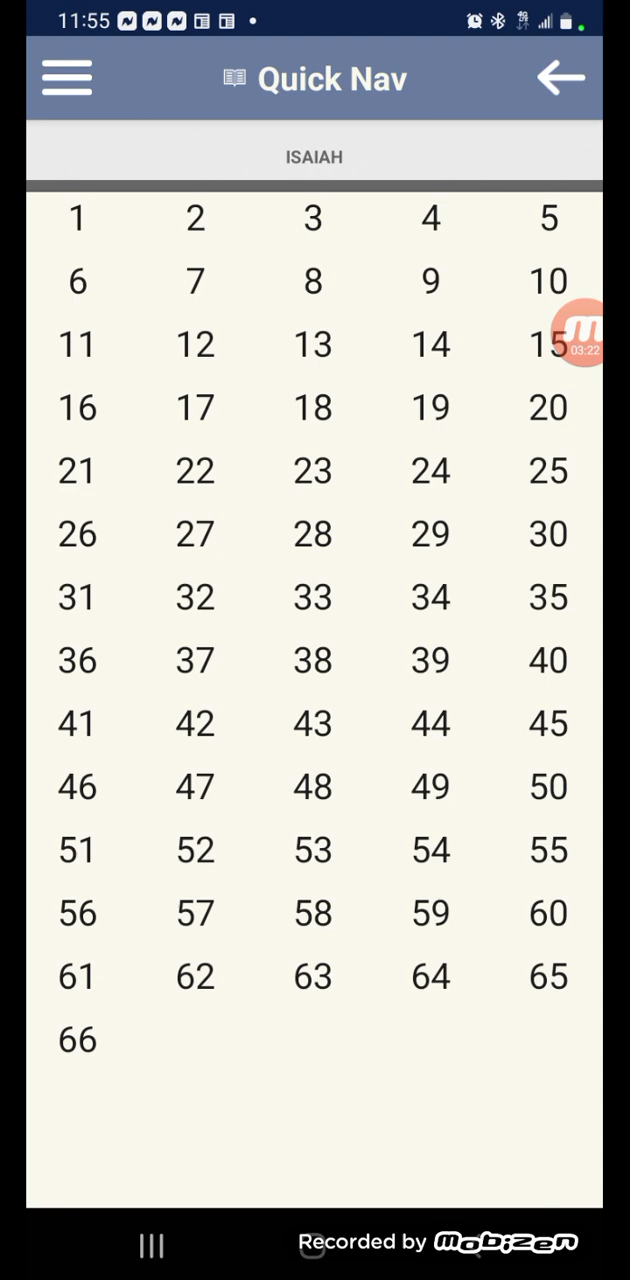 11:55
Quick Nav
ISAIAH
1 2 3 4 5
6 7 8 9 10
11 12 13 14 15
03:22
16 17 18 19 20
21 22 23 24 25
26 27 28 29 30
31 32 33 34 35
36 37 38 39 40
41 42 43 44 45
46 47 48 49 50
51 52 53 54 55
56 57 58 59 60
61 62 63 64 65
66
Recorded by mobizen